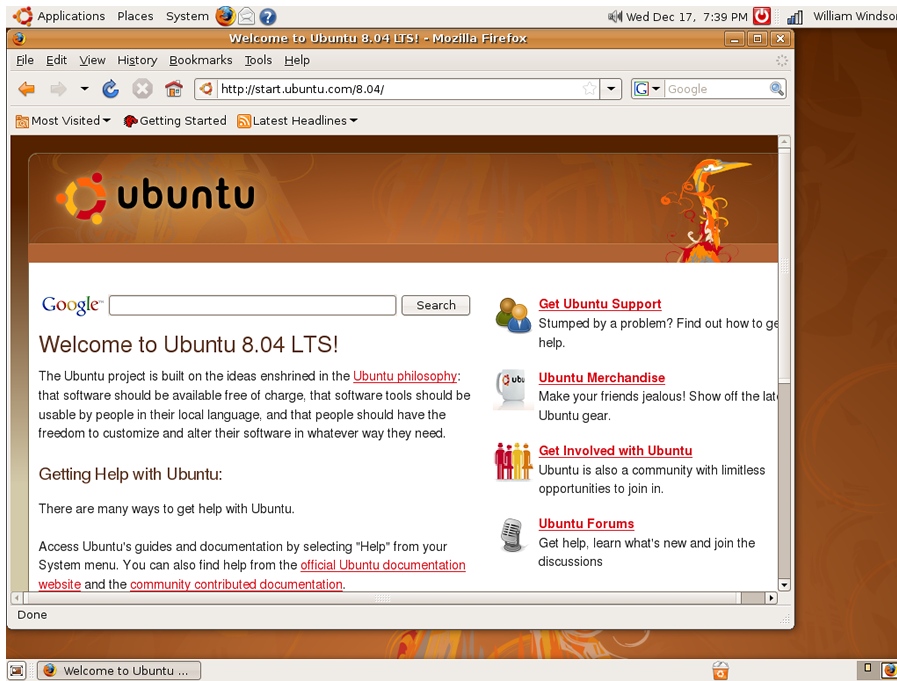 Applications Places System Wed Dec 17, 7:39 PM William Windsor
Welcome to Ubuntu 8.04 LTS! - Mozilla Firefox
File Edit View History Bookmarks Tools Help
http://start.ubuntu.com/8.04/ G Google
Most Visited Getting Started Latest Headlines
ubuntu
Google™ Search
Welcome to Ubuntu 8.04 LTS!
The Ubuntu project is built on the ideas enshrined in the Ubuntu philosophy:
that software should be available free of charge, that software tools should be
usable by people in their local language, and that people should have the
freedom to customize and alter their software in whatever way they need.
Getting Help with Ubuntu:
There are many ways to get help with Ubuntu.
Access Ubuntu's guides and documentation by selecting "Help" from your
System menu. You can also find help from the official Ubuntu documentation
website and the community contributed documentation.
Get Ubuntu Support
Stumped by a problem? Find out how to ge
help.
ubu
Ubuntu Merchandise
Make your friends jealous! Show off the late
Ubuntu gear.
Get Involved with Ubuntu
Ubuntu is also a community with limitless
opportunities to join in.
Ubuntu Forums
Get help, learn what's new and join the
discussions
Done
Welcome to Ubuntu ...